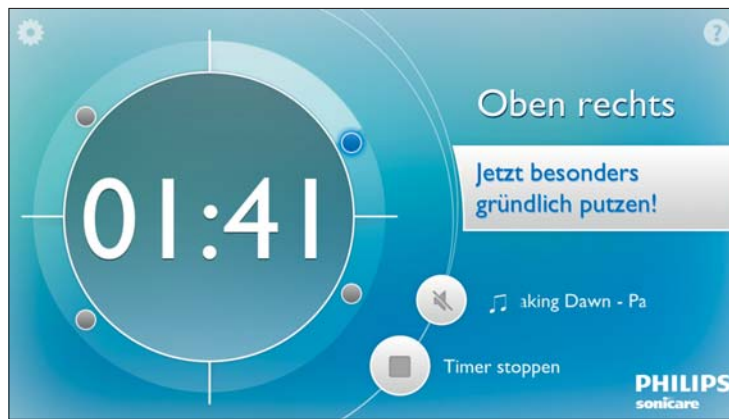 ?
01:41
Oben rechts
Jetzt besonders
gründlich putzen!
aking Dawn - Pa
Timer stoppen
PHILIPS
sonicare